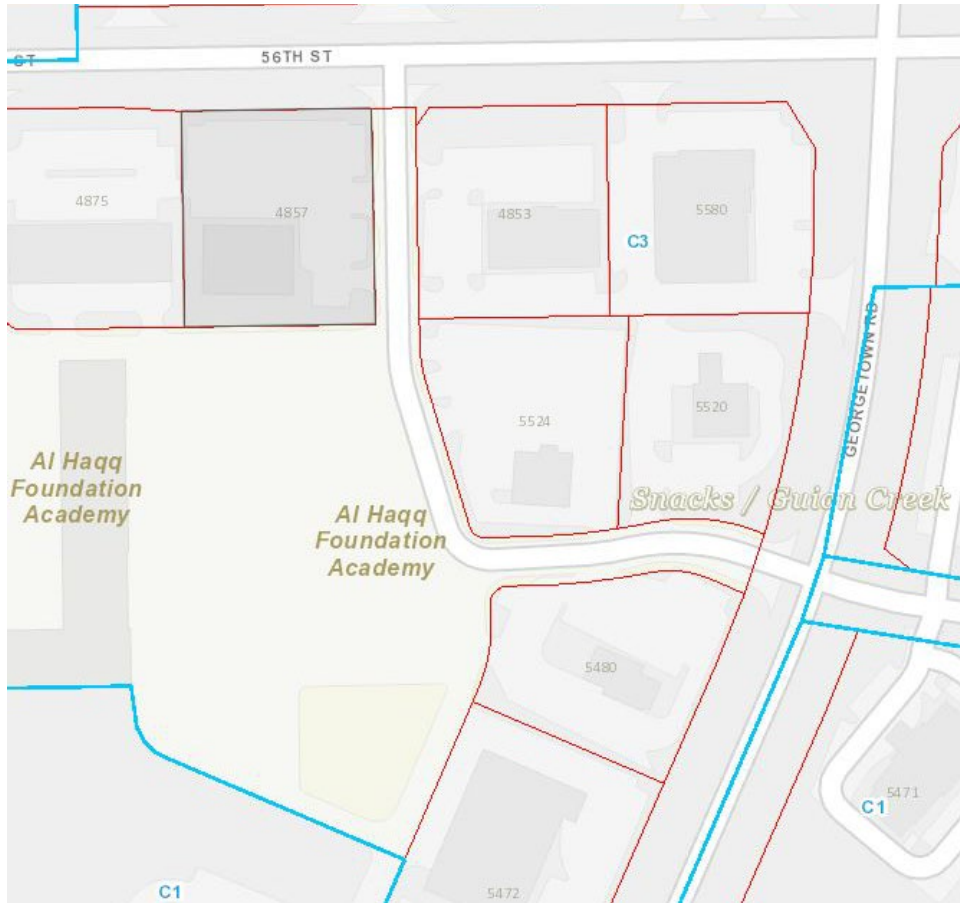 ST
56TH ST
4875
4857
4853
5580
C3
GEORGETOWN RD
5524
5520
Al Haqq
Foundation
Academy
Snacks / Guion Creek
Al Haqq
Foundation
Academy
5480
5471
C1
5472
C1